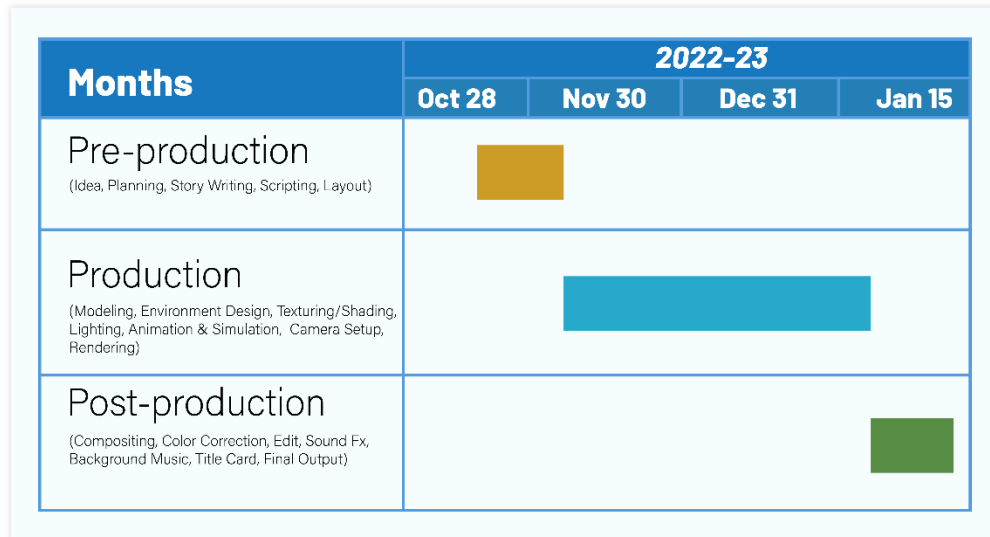 Months
2022-23
Oct 28 Nov 30 Dec 31 Jan 15
Pre-production
(Idea, Planning, Story Writing, Scripting, Layout)
Production
(Modeling, Environment Design, Texturing/Shading,
Lighting, Animation & Simulation, Camera Setup,
Rendering)
Post-production
(Compositing, Color Correction, Edit, Sound Fx,
Background Music, Title Card, Final Output)